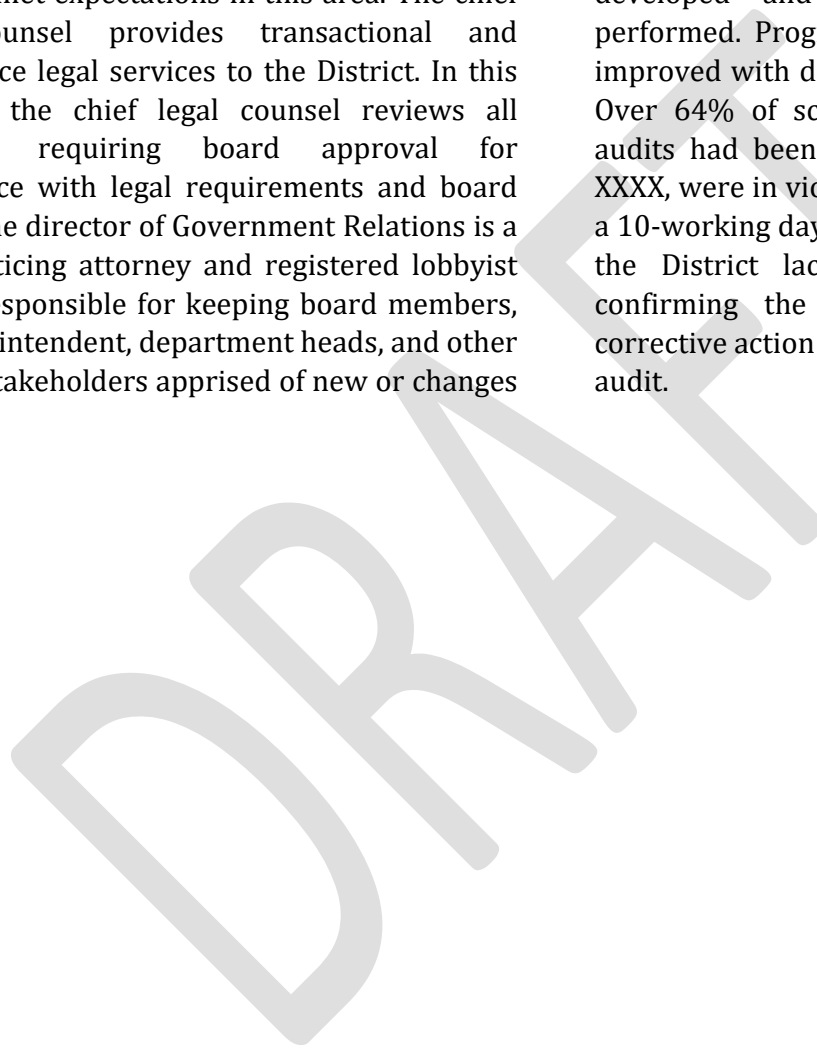 met expectations in this area. The chief
ounsel provides transactional and
ce legal services to the District. In this
the chief legal counsel reviews all
requiring board approval for
ce with legal requirements and board
he director of Government Relations is a
ticing attorney and registered lobbyist
esponsible for keeping board members,
intendent, department heads, and other
takeholders apprised of new or changes
developed and
performed. Prog
improved with d
Over 64% of sc
audits had been
XXXX, were in vio
a 10-working day
the District lac
confirming the
corrective action
audit.
DRAFT